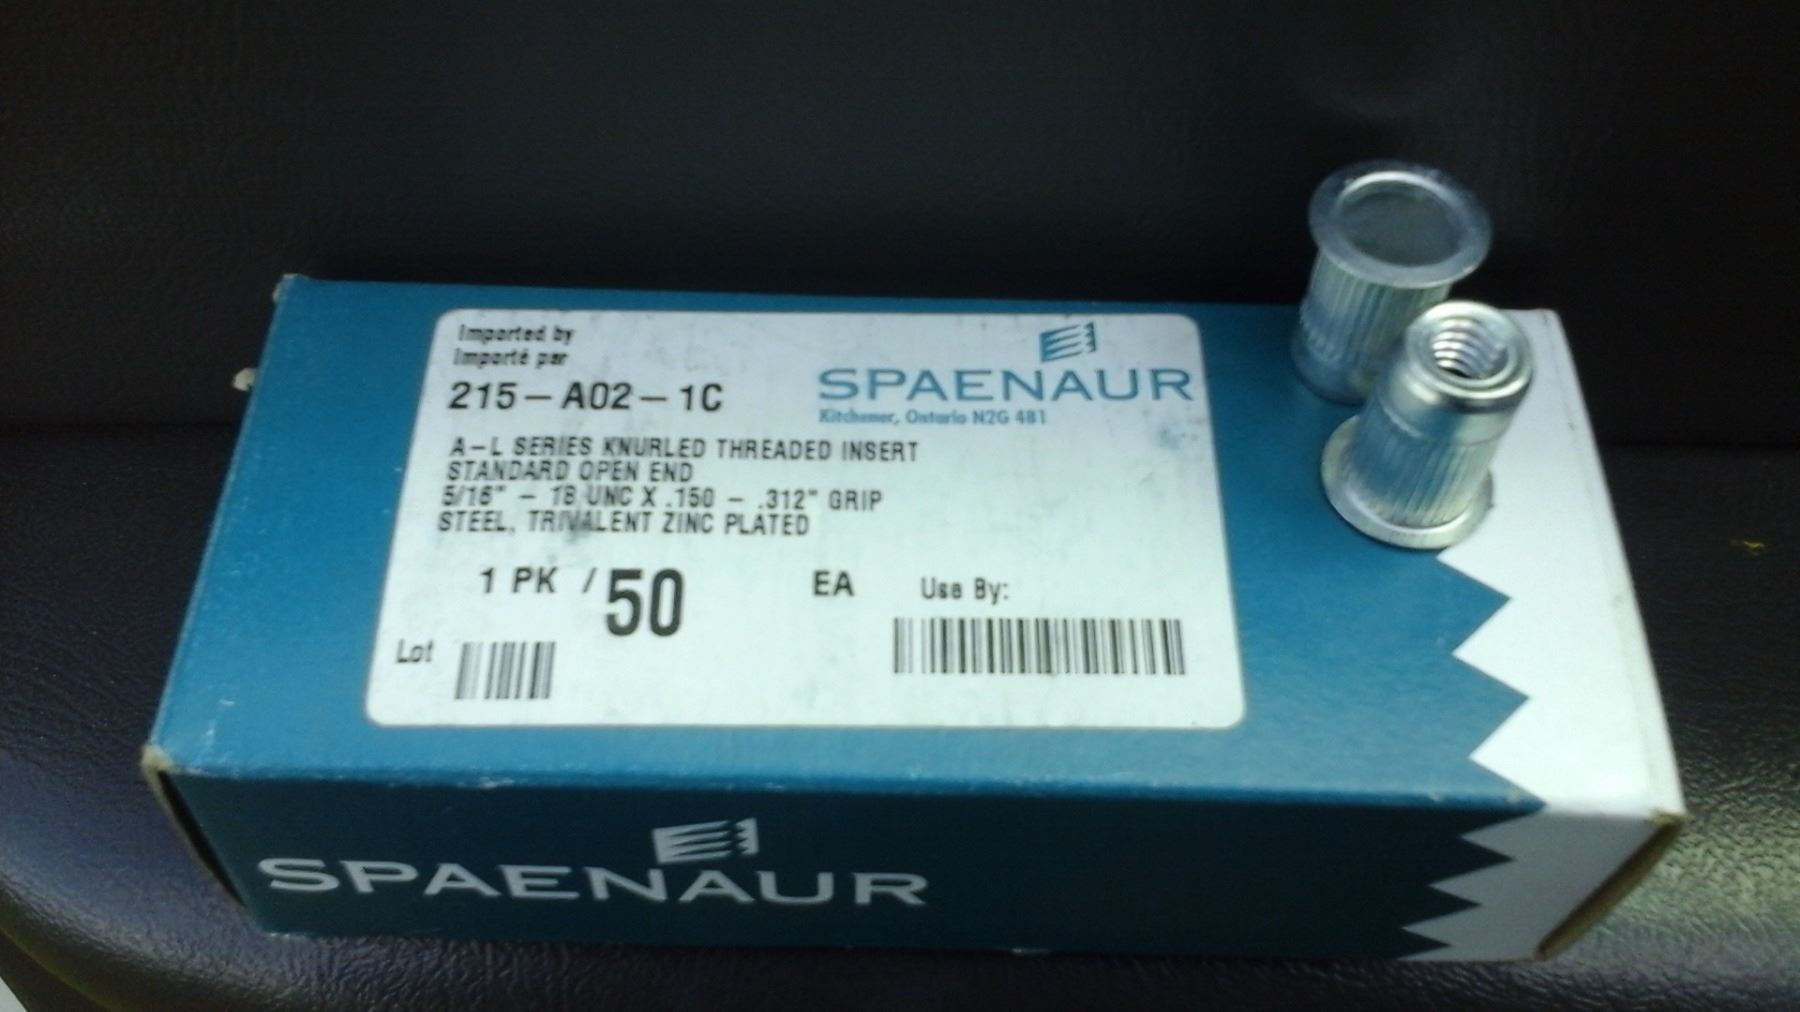 Imported by
Importé par
215-A02-1C
SPAENAUR
Kitchener, Ontario N2G 4B1
A-L SERIES KNURLED THREADED INSERT
STANDARD OPEN END
5/16" - 18 UNC X .150 - .312" GRIP
STEEL, TRIVALENT ZINC PLATED
1 PK / 50 EA Use By:
Lot
SPAENAUR